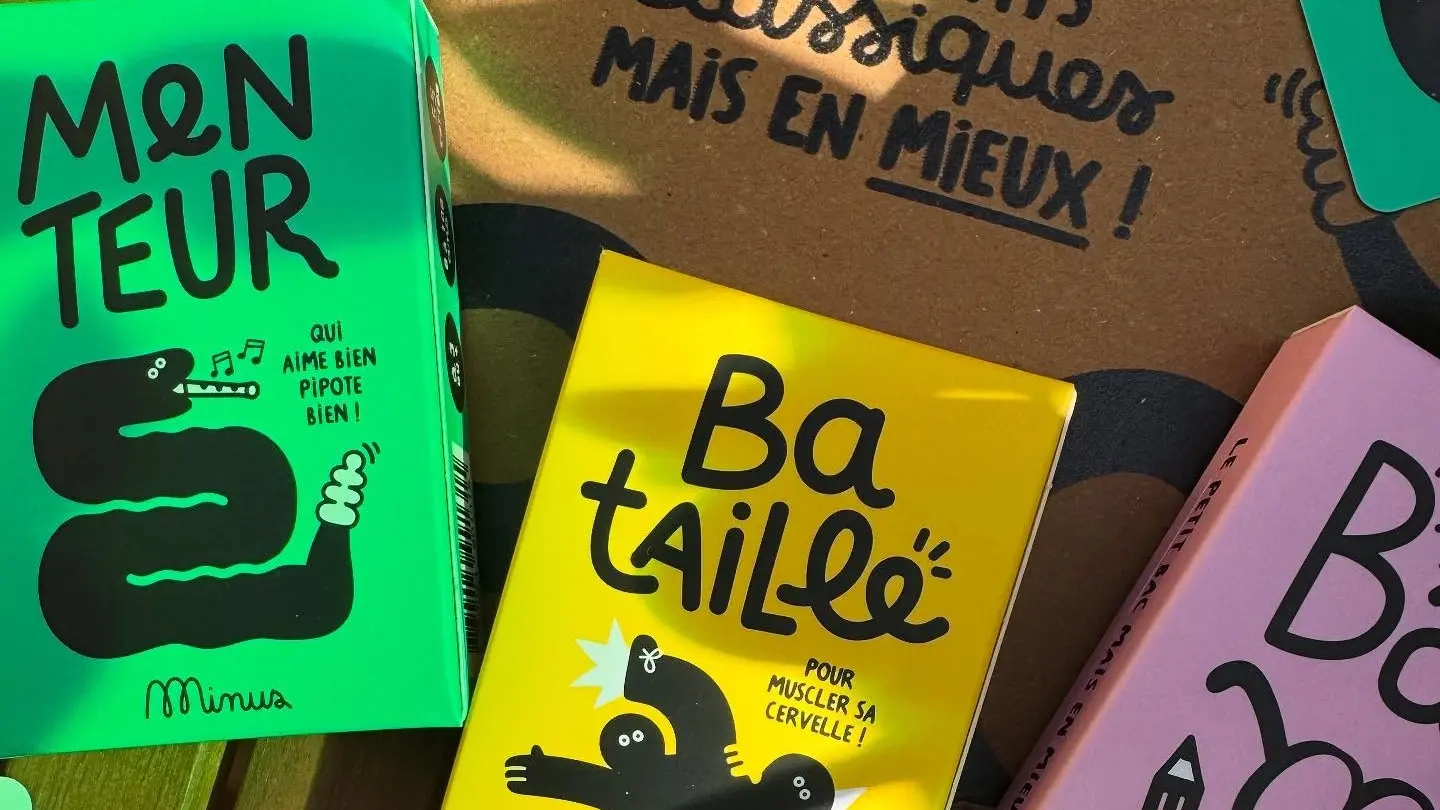 MeN
TEUR
QUi
AiME BiEN
PiPOTE
BiEN !
Minus
classiques
MAiS EN MiEUX !
Ba
tAiLLe
POUR
MUSCLER SA
CERVELLE !
LE PETIT BAC MAIS EN MIEUX
Ba